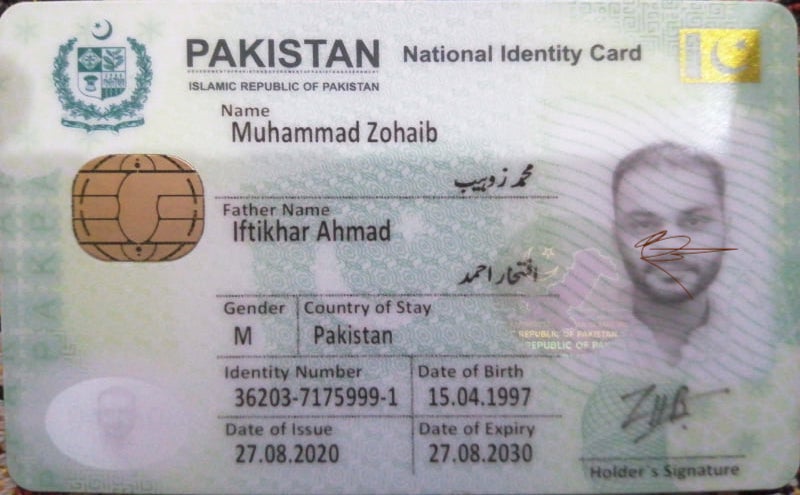 PAKISTAN National Identity Card
ISLAMIC REPUBLIC OF PAKISTAN
Name
Muhammad Zohaib
محمد زوہیب
Father Name
Iftikhar Ahmad
افتخار احمد
Gender Country of Stay
M Pakistan
REPUBLIC OF PAKISTAN
REPUBLIC OF PAK
Identity Number Date of Birth
36203-7175999-1 15.04.1997
Date of Issue Date of Expiry
27.08.2020 27.08.2030
Holder's Signature